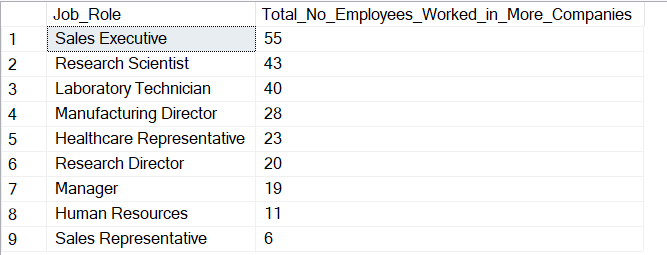 Job_Role Total_No_Employees_Worked_in_More_Companies
1 Sales Executive 55
2 Research Scientist 43
3 Laboratory Technician 40
4 Manufacturing Director 28
5 Healthcare Representative 23
6 Research Director 20
7 Manager 19
8 Human Resources 11
9 Sales Representative 6